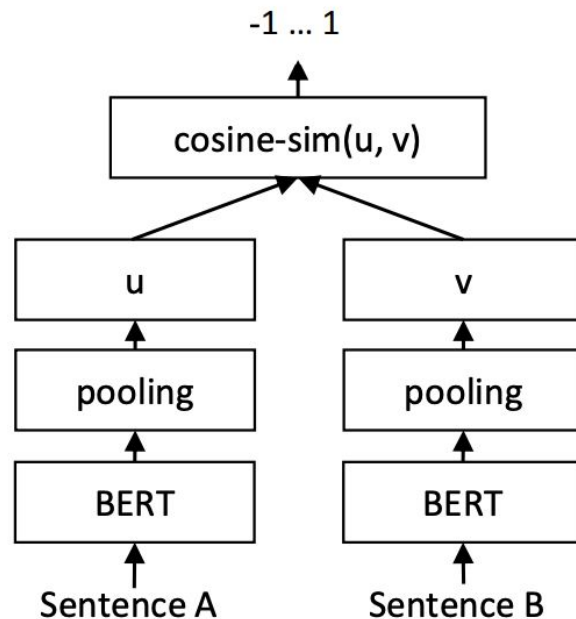 -1 ... 1
cosine-sim(u, v)
u
v
pooling
pooling
BERT
BERT
Sentence A
Sentence B